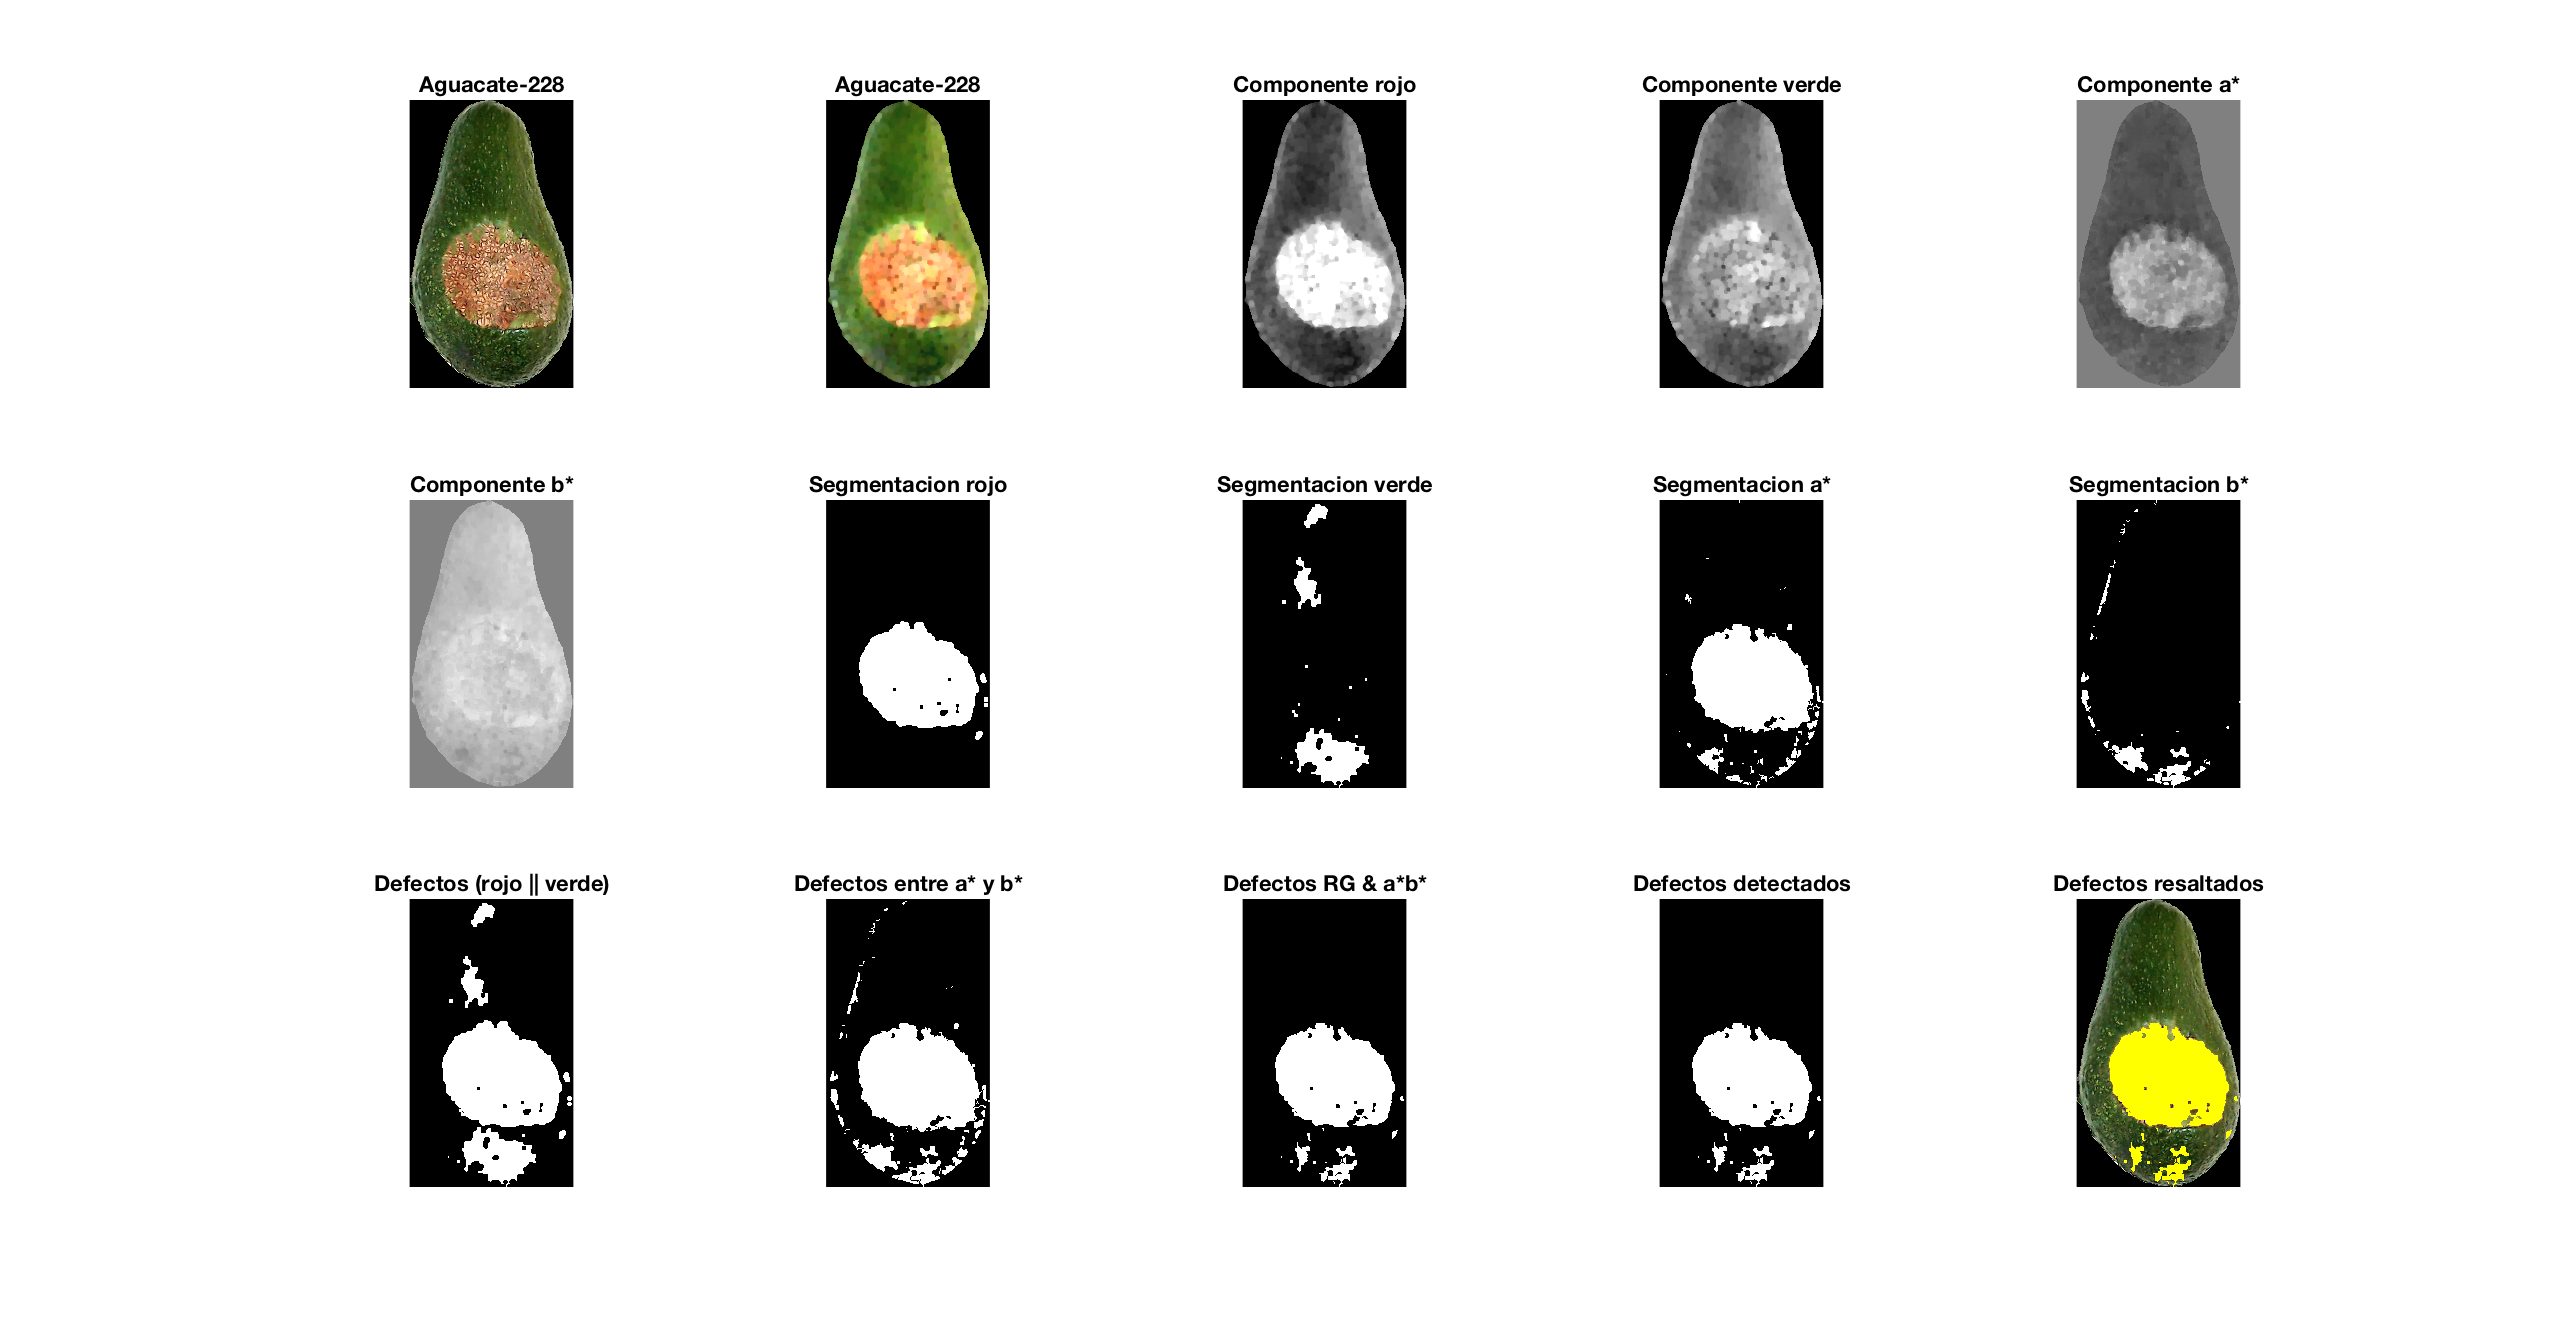 Aguacate-228
Aguacate-228
Componente rojo
Componente verde
Componente a*
Componente b*
Segmentacion rojo
Segmentacion verde
Segmentacion a*
Segmentacion b*
Defectos (rojo || verde)
Defectos entre a* y b*
Defectos RG & a*b*
Defectos detectados
Defectos resaltados